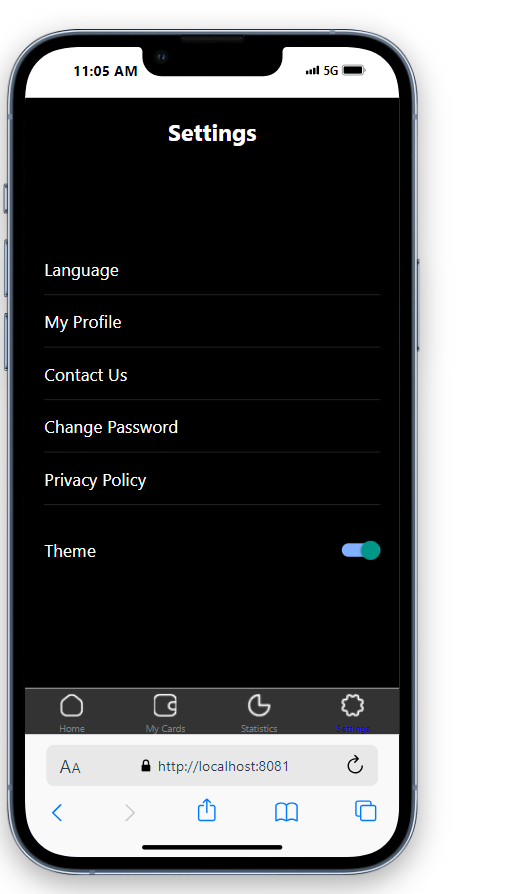 11:05 AM
5G
Settings
Language
My Profile
Contact Us
Change Password
Privacy Policy
Theme
Home
My Cards
Statistics
Settings
AA
http://localhost:8081